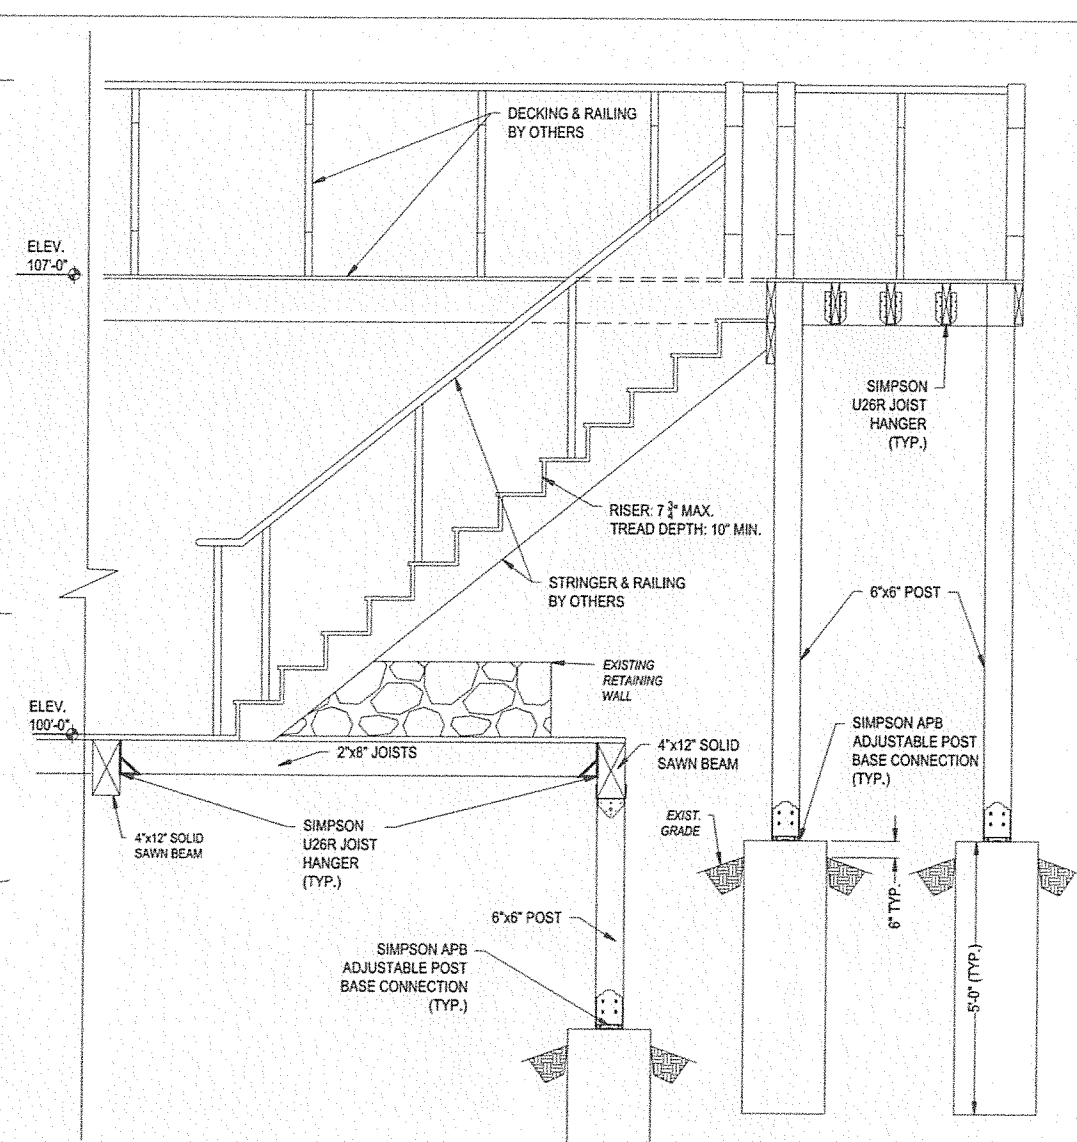 DECKING & RAILING
BY OTHERS
ELEV.
107'-0"
SIMPSON
U26R JOIST
HANGER
(TYP.)
RISER: 7 3/4" MAX.
TREAD DEPTH: 10" MIN.
STRINGER & RAILING
BY OTHERS
6"x6" POST
EXISTING
RETAINING
WALL
ELEV.
100'-0"
2"x8" JOISTS
4"x12" SOLID
SAWN BEAM
SIMPSON APB
ADJUSTABLE POST
BASE CONNECTION
(TYP.)
4"x12" SOLID
SAWN BEAM
SIMPSON
U26R JOIST
HANGER
(TYP.)
EXIST.
GRADE
6" TYP.
5'-0" (TYP.)
6"x6" POST
SIMPSON APB
ADJUSTABLE POST
BASE CONNECTION
(TYP.)